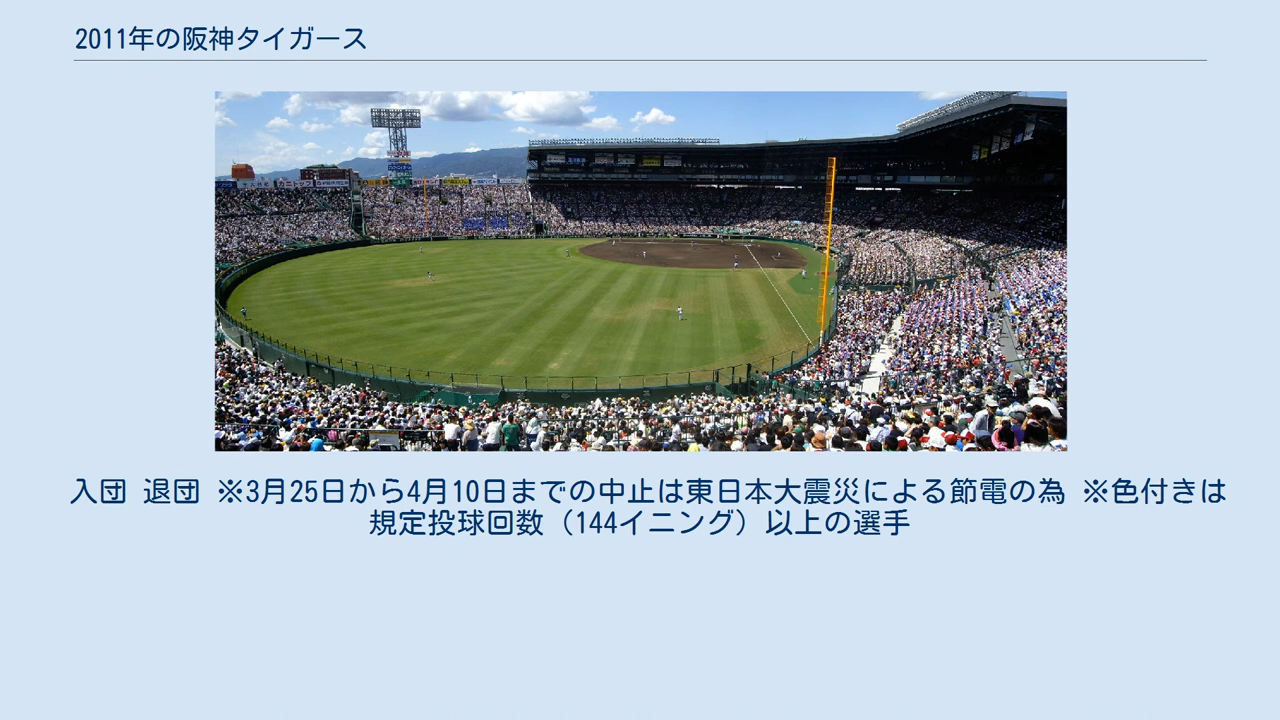 2011年の阪神タイガース
入団 退団 ※3月25日から4月10日までの中止は東日本大震災による節電の為 ※色付きは
規定投球回数（144イニング）以上の選手